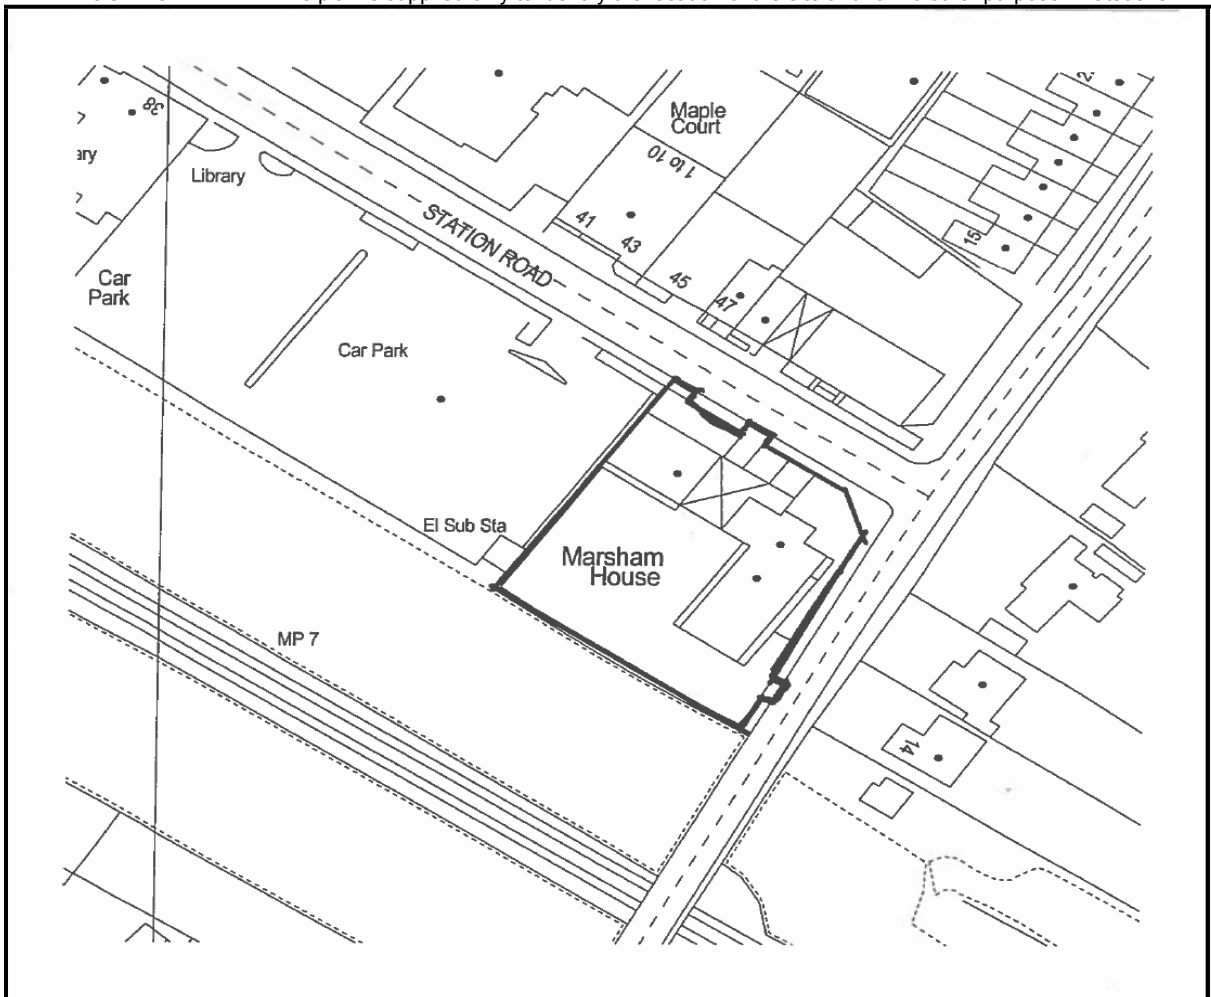 Maple
Court
1 to 10
38
ary
Library
STATION ROAD
41
43
45
47
15
Car
Park
Car Park
El Sub Sta
Marsham
House
MP 7
14